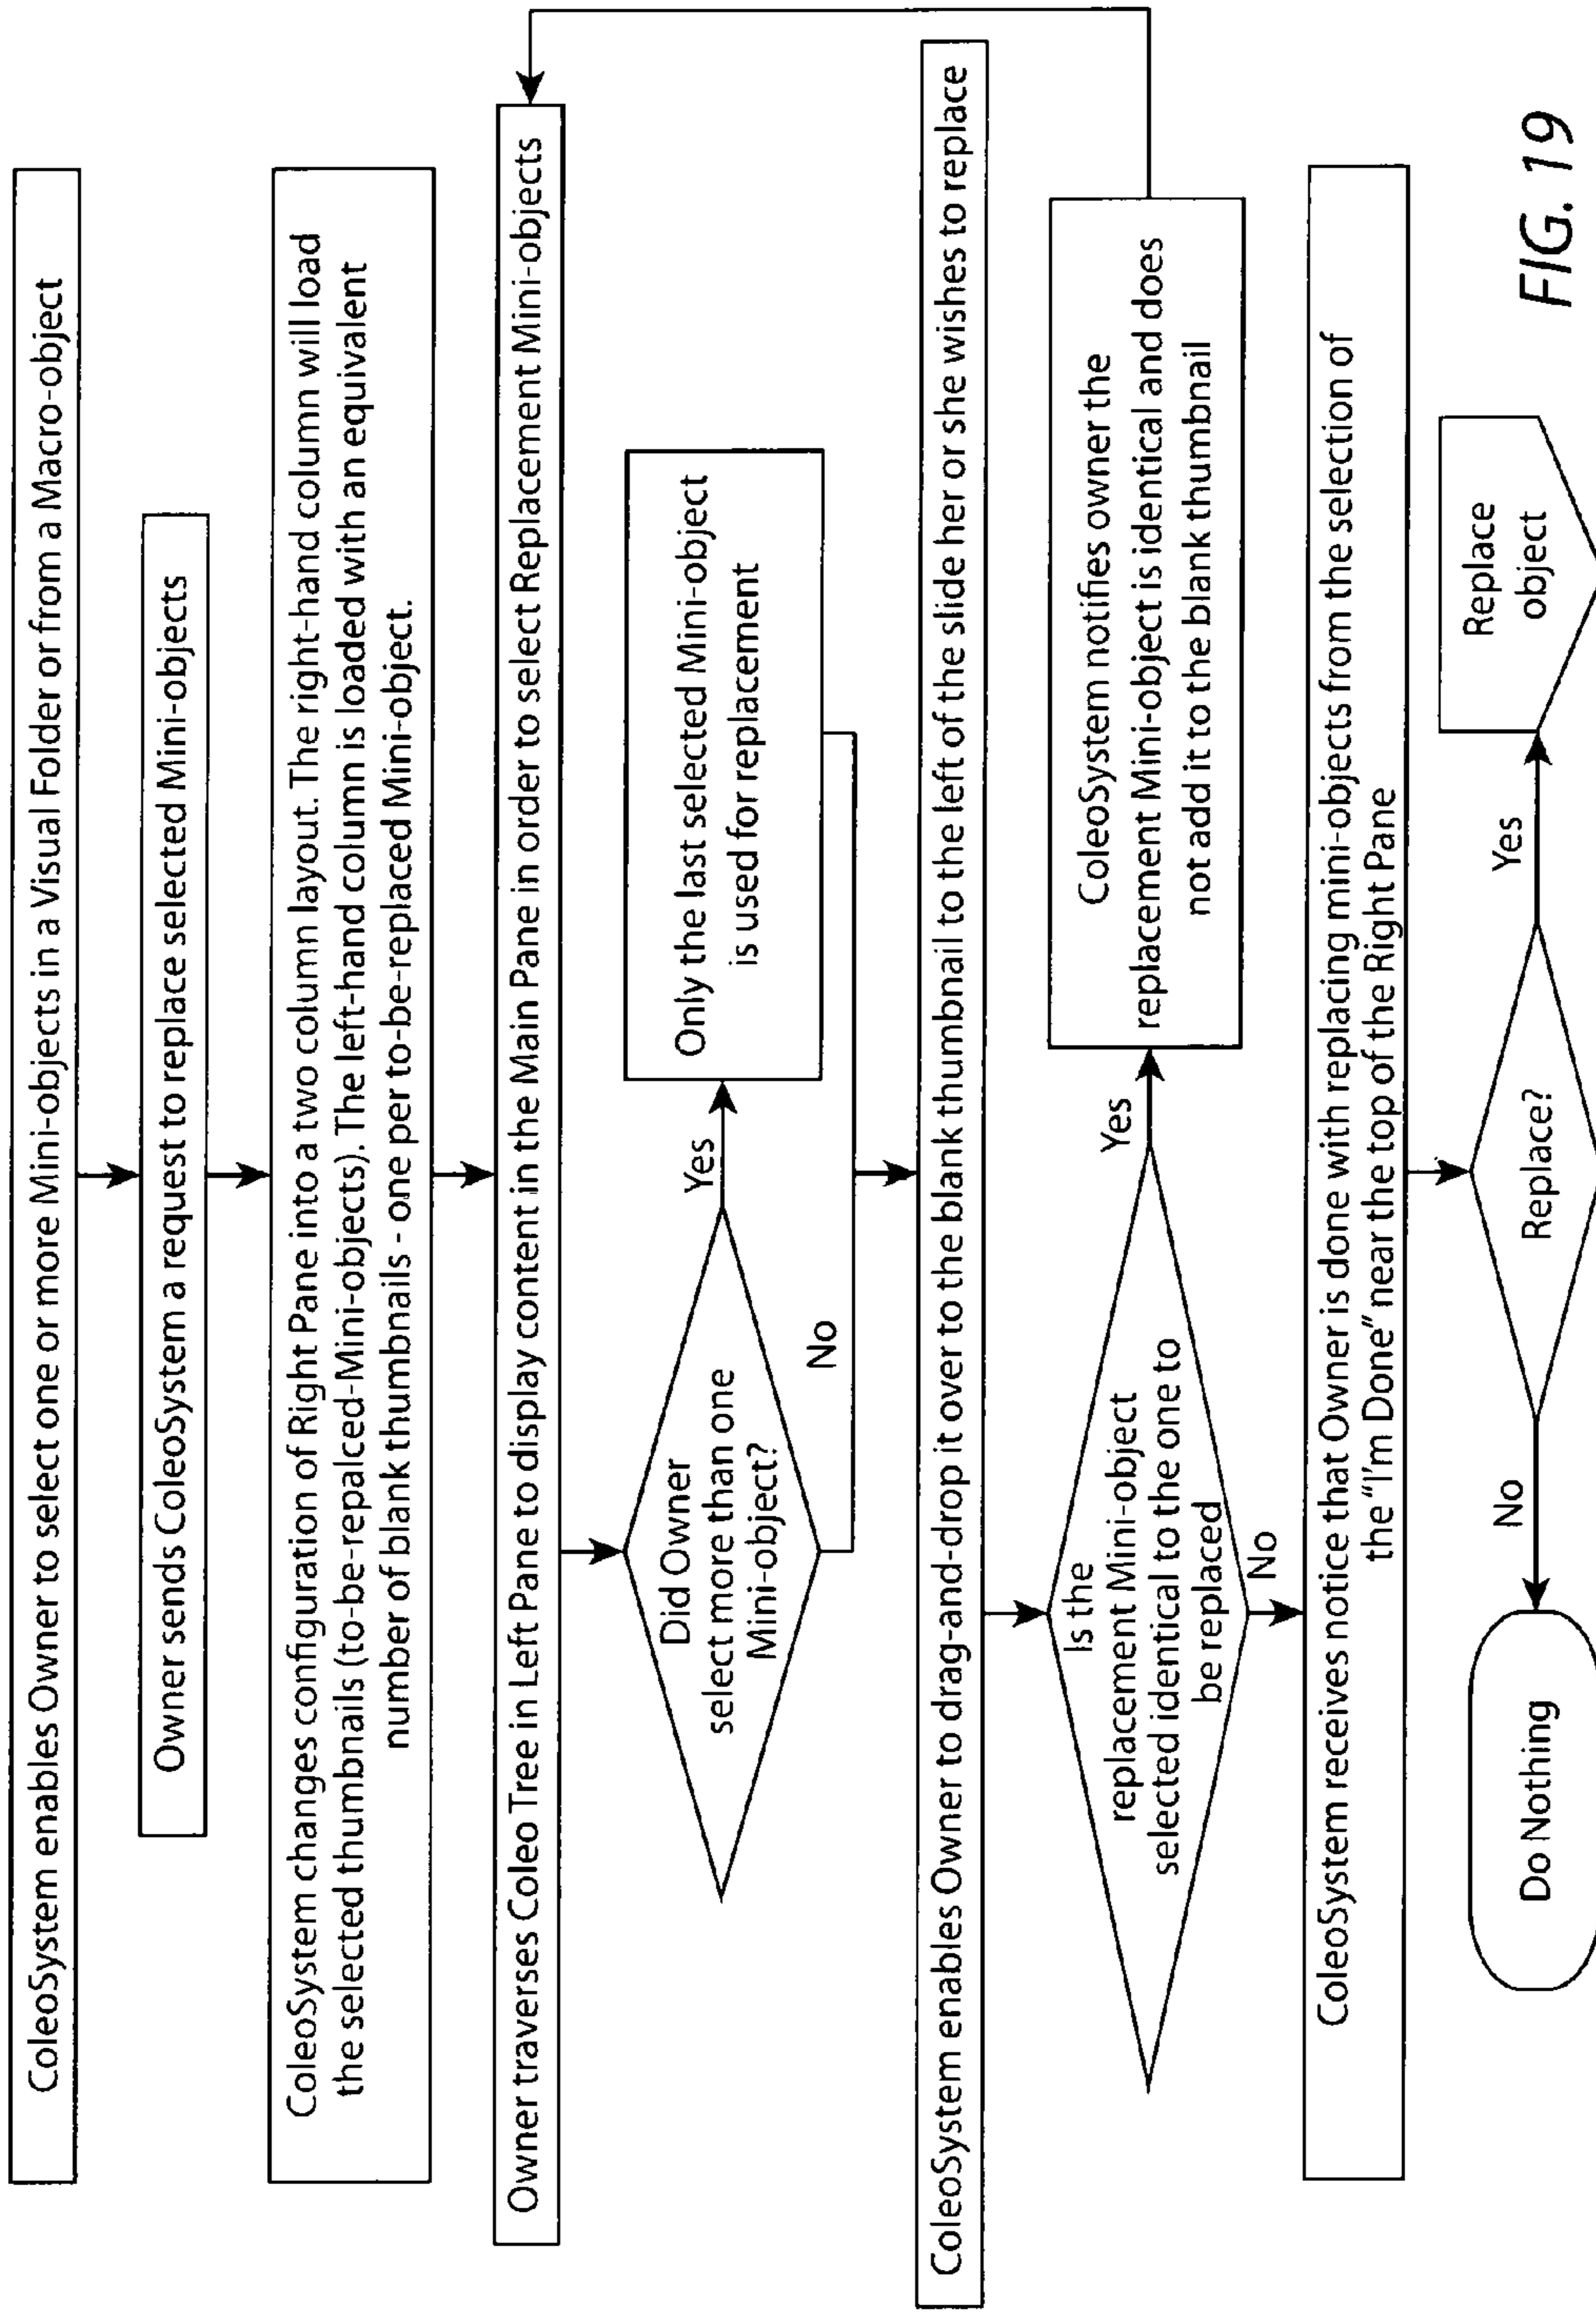 ColeoSystem enables Owner to select one or more Mini-objects in a Visual Folder or from a Macro-object
Owner sends ColeoSystem a request to replace selected Mini-objects
ColeoSystem changes configuration of Right Pane into a two column layout. The right-hand column will load
the selected thumbnails (to-be-repalced-Mini-objects). The left-hand column is loaded with an equivalent
number of blank thumbnails - one per to-be-replaced Mini-object.
Owner traverses Coleo Tree in Left Pane to display content in the Main Pane in order to select Replacement Mini-objects
Did Owner
select more than one
Mini-object?
Yes
Only the last selected Mini-object
is used for replacement
No
ColeoSystem enables Owner to drag-and-drop it over to the blank thumbnail to the left of the slide her or she wishes to replace
Is the
replacement Mini-object
selected identical to the one to
be replaced
Yes
ColeoSystem notifies owner the
replacement Mini-object is identical and does
not add it to the blank thumbnail
No
ColeoSystem receives notice that Owner is done with replacing mini-objects from the selection of
the "I'm Done" near the top of the Right Pane
Do Nothing
No
Replace?
Yes
Replace
object
FIG. 19